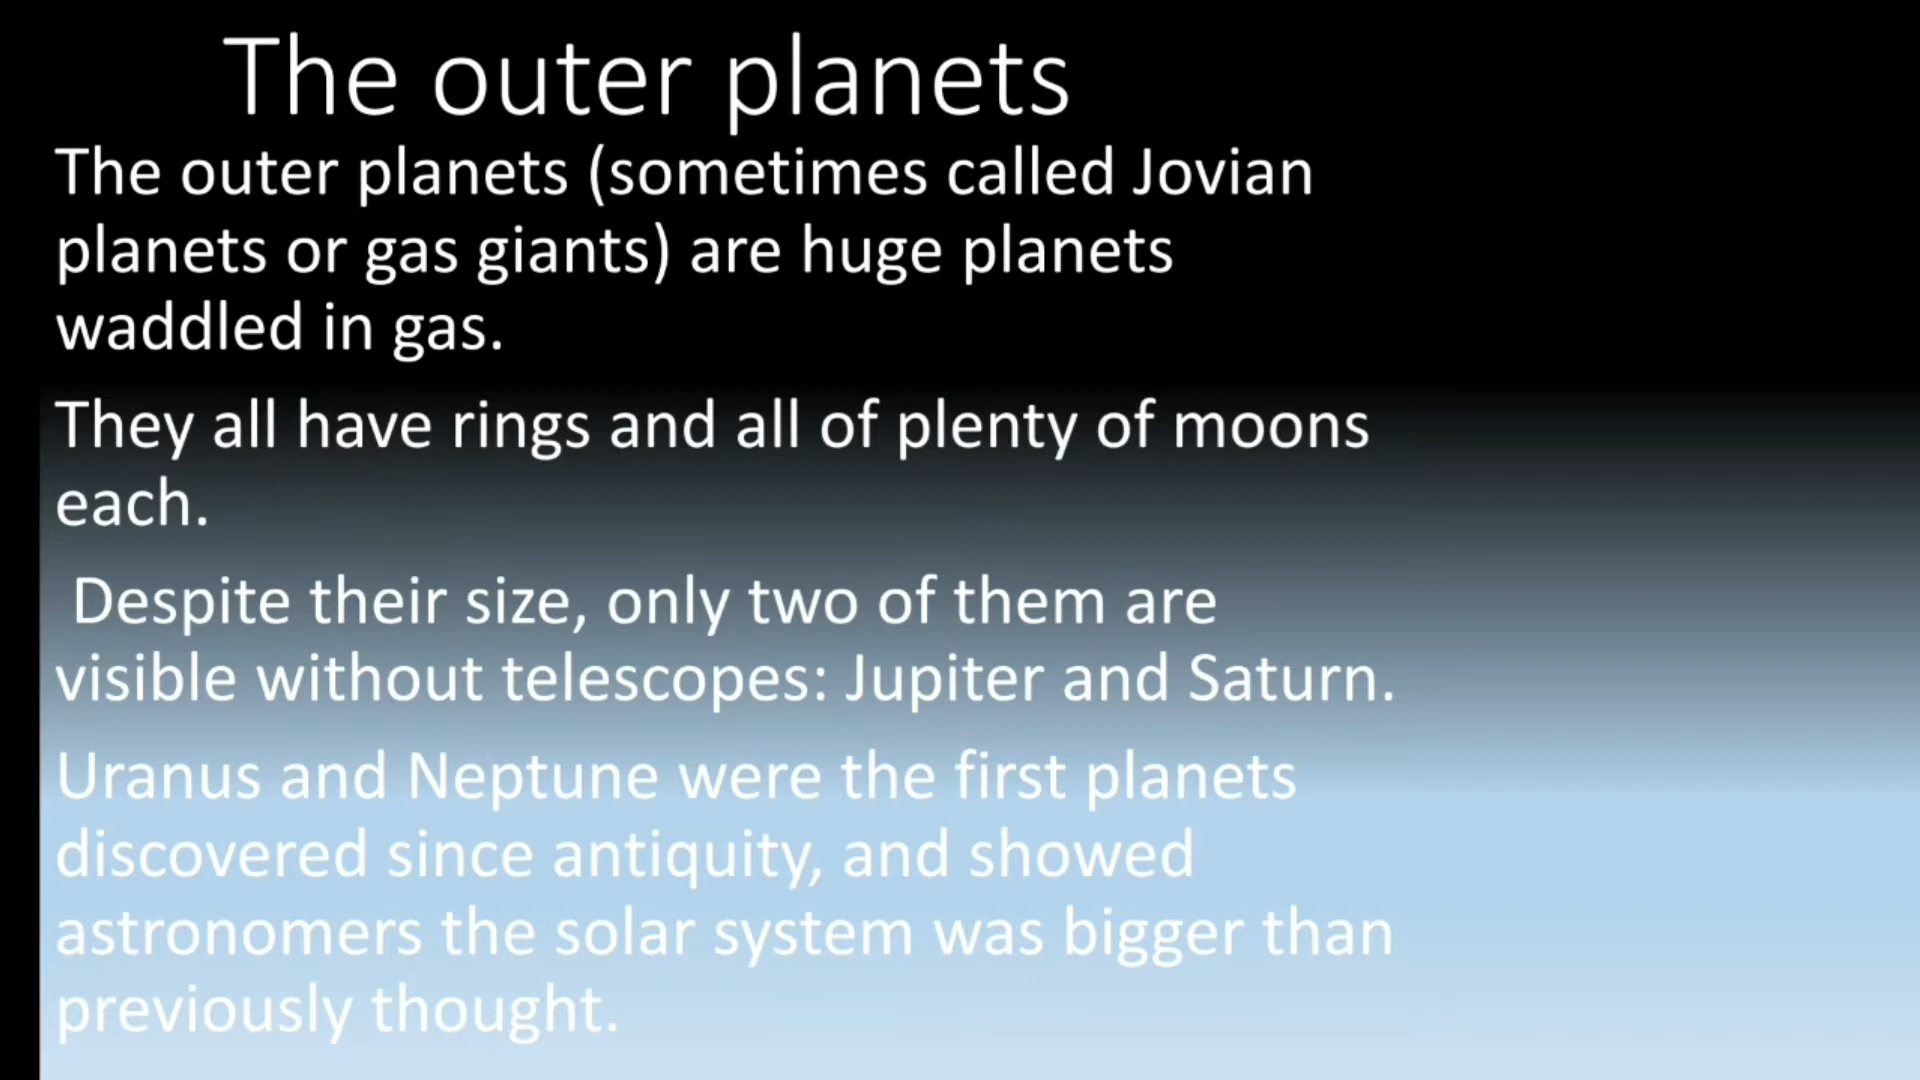 The outer planets
The outer planets (sometimes called Jovian
planets or gas giants) are huge planets
waddled in gas.
They all have rings and all of plenty of moons
each.
Despite their size, only two of them are
visible without telescopes: Jupiter and Saturn.
Uranus and Neptune were the first planets
discovered since antiquity, and showed
astronomers the solar system was bigger than
previously thought.